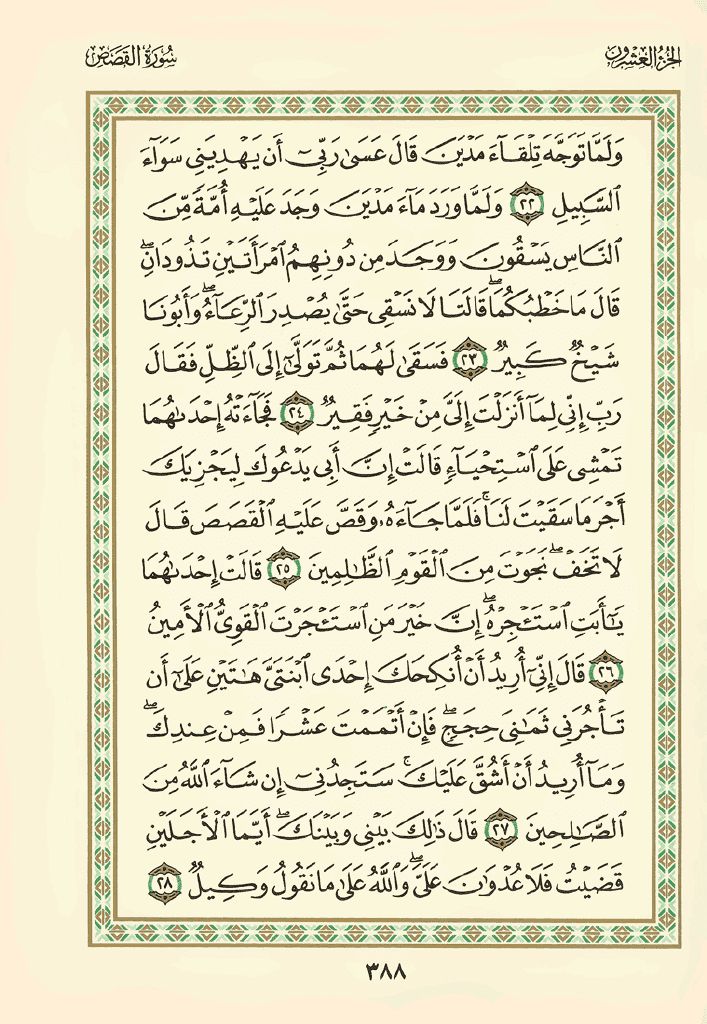 الجزء العشرون
سورة القصص
وَلَمَّا تَوَجَّهَ تِلْقَآءَ مَدْيَنَ قَالَ عَسَىٰ رَبِّىٓ أَن يَهْدِيَنِى سَوَآءَ
ٱلسَّبِيلِ ٢٢ وَلَمَّا وَرَدَ مَآءَ مَدْيَنَ وَجَدَ عَلَيْهِ أُمَّةً مِّنَ
ٱلنَّاسِ يَسْقُونَ وَوَجَدَ مِن دُونِهِمُ ٱمْرَأَتَيْنِ تَذُودَانِۖ
قَالَ مَا خَطْبُكُمَاۖ قَالَتَا لَا نَسْقِى حَتَّىٰ يُصْدِرَ ٱلرِّعَآءُۖ وَأَبُونَا
شَيْخٌ كَبِيرٌ ٢٣ فَسَقَىٰ لَهُمَا ثُمَّ تَوَلَّىٰٓ إِلَى ٱلظِّلِّ فَقَالَ
رَبِّ إِنِّى لِمَآ أَنزَلْتَ إِلَىَّ مِنْ خَيْرٍ فَقِيرٌ ٢٤ فَجَآءَتْهُ إِحْدَىٰهُمَا
تَمْشِى عَلَى ٱسْتِحْيَآءٍ قَالَتْ إِنَّ أَبِى يَدْعُوكَ لِيَجْزِيَكَ
أَجْرَ مَا سَقَيْتَ لَنَاۚ فَلَمَّا جَآءَهُۥ وَقَصَّ عَلَيْهِ ٱلْقَصَصَ قَالَ
لَا تَخَفْۖ نَجَوْتَ مِنَ ٱلْقَوْمِ ٱلظَّٰلِمِينَ ٢٥ قَالَتْ إِحْدَىٰهُمَا
يَٰٓأَبَتِ ٱسْتَـْٔجِرْهُۖ إِنَّ خَيْرَ مَنِ ٱسْتَـْٔجَرْتَ ٱلْقَوِىُّ ٱلْأَمِينُ
٢٦ قَالَ إِنِّىٓ أُرِيدُ أَنْ أُنكِحَكَ إِحْدَى ٱبْنَتَىَّ هَٰتَيْنِ عَلَىٰٓ أَن
تَأْجُرَنِى ثَمَٰنِىَ حِجَجٍۖ فَإِنْ أَتْمَمْتَ عَشْرًا فَمِنْ عِندِكَۖ
وَمَآ أُرِيدُ أَنْ أَشُقَّ عَلَيْكَۚ سَتَجِدُنِىٓ إِن شَآءَ ٱللَّهُ مِنَ
ٱلصَّٰلِحِينَ ٢٧ قَالَ ذَٰلِكَ بَيْنِى وَبَيْنَكَۖ أَيَّمَا ٱلْأَجَلَيْنِ
قَضَيْتُ فَلَا عُدْوَٰنَ عَلَىَّۖ وَٱللَّهُ عَلَىٰ مَا نَقُولُ وَكِيلٌ ٢٨
٣٨٨